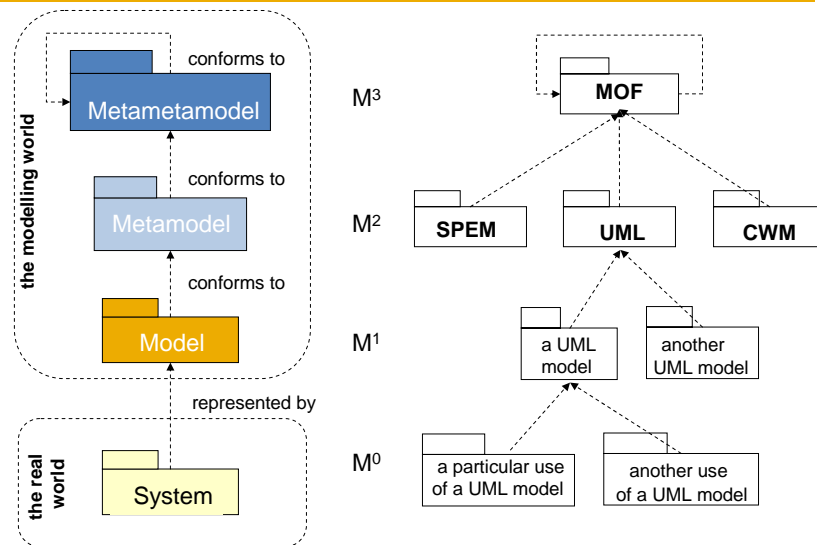 conforms to
Metametamodel
M³
MOF
conforms to
Metamodel
M²
SPEM
UML
CWM
the modelling world
conforms to
Model
M¹
a UML
model
another
UML model
represented by
the real
world
System
M⁰
a particular use
of a UML model
another use
of a UML model